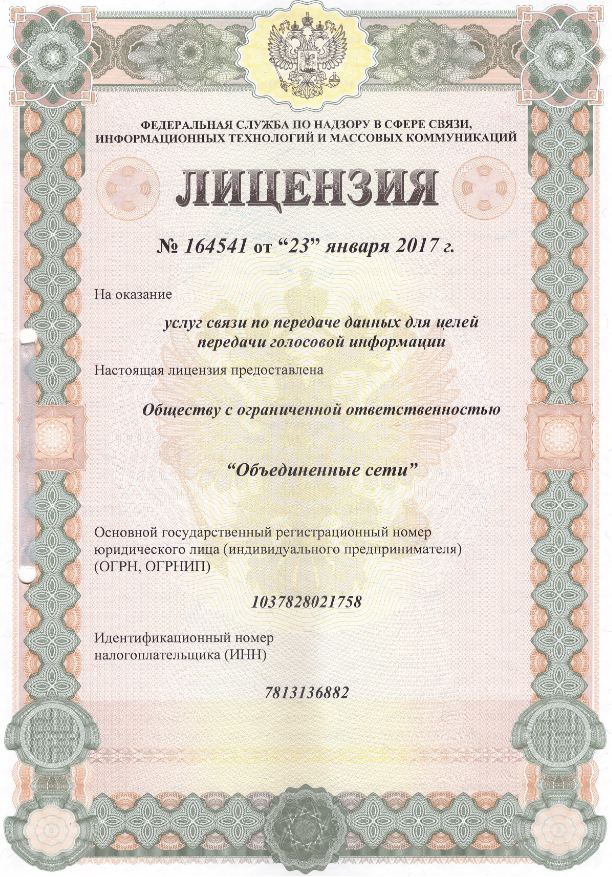 ФЕДЕРАЛЬНАЯ СЛУЖБА ПО НАДЗОРУ В СФЕРЕ СВЯЗИ,
ИНФОРМАЦИОННЫХ ТЕХНОЛОГИЙ И МАССОВЫХ КОММУНИКАЦИЙ
ЛИЦЕНЗИЯ
№ 164541 от “23” января 2017 г.
На оказание
услуг связи по передаче данных для целей
передачи голосовой информации
Настоящая лицензия предоставлена
Обществу с ограниченной ответственностью
“Объединенные сети”
Основной государственный регистрационный номер
юридического лица (индивидуального предпринимателя)
(ОГРН, ОГРНИП)
1037828021758
Идентификационный номер
налогоплательщика (ИНН)
7813136882